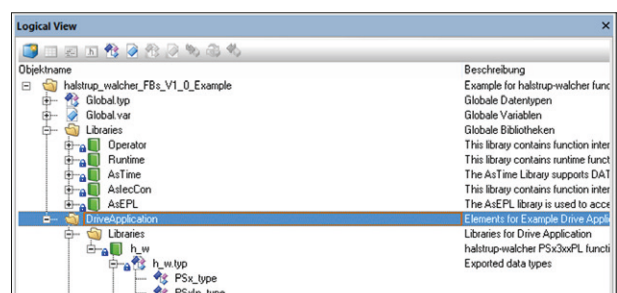 Logical View
Objektname Beschreibung
halstrup_walcher_FBs_V1_0_Example Example for halstrup-walcher func
Global.typ Globale Datentypen
Global.var Globale Variablen
Libraries Globale Bibliotheken
Operator This library contains function inter
Runtime This library contains runtime funct
AsTime The AsTime Library supports DAT
AsIecCon This library contains function inter
AsEPL The AsEPL library is used to acce
DriveApplication Elements for Example Drive Appli
Libraries Libraries for Drive Application
h_w halstrup-walcher PSx3xxPL functi
h_w.typ Exported data types
PSx_type